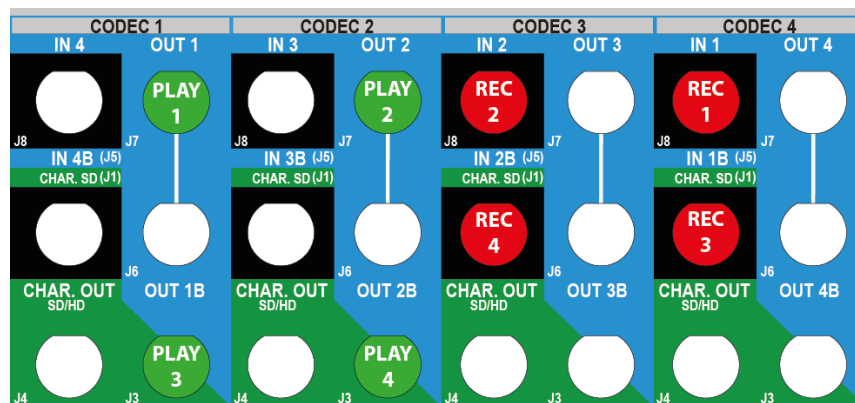 CODEC 1 CODEC 2 CODEC 3 CODEC 4
IN 4 OUT 1 IN 3 OUT 2 IN 2 OUT 3 IN 1 OUT 4
PLAY 1 PLAY 2 REC 2 REC 1
J8 J7 J8 J7 J8 J7 J8 J7
IN 4B (J5) IN 3B (J5) IN 2B (J5) IN 1B (J5)
CHAR. SD (J1) CHAR. SD (J1) CHAR. SD (J1) CHAR. SD (J1)
REC 4 REC 3
J6 J6 J6 J6
CHAR. OUT OUT 1B CHAR. OUT OUT 2B CHAR. OUT OUT 3B CHAR. OUT OUT 4B
SD/HD SD/HD SD/HD SD/HD
PLAY 3 PLAY 4
J4 J3 J4 J3 J4 J3 J4 J3